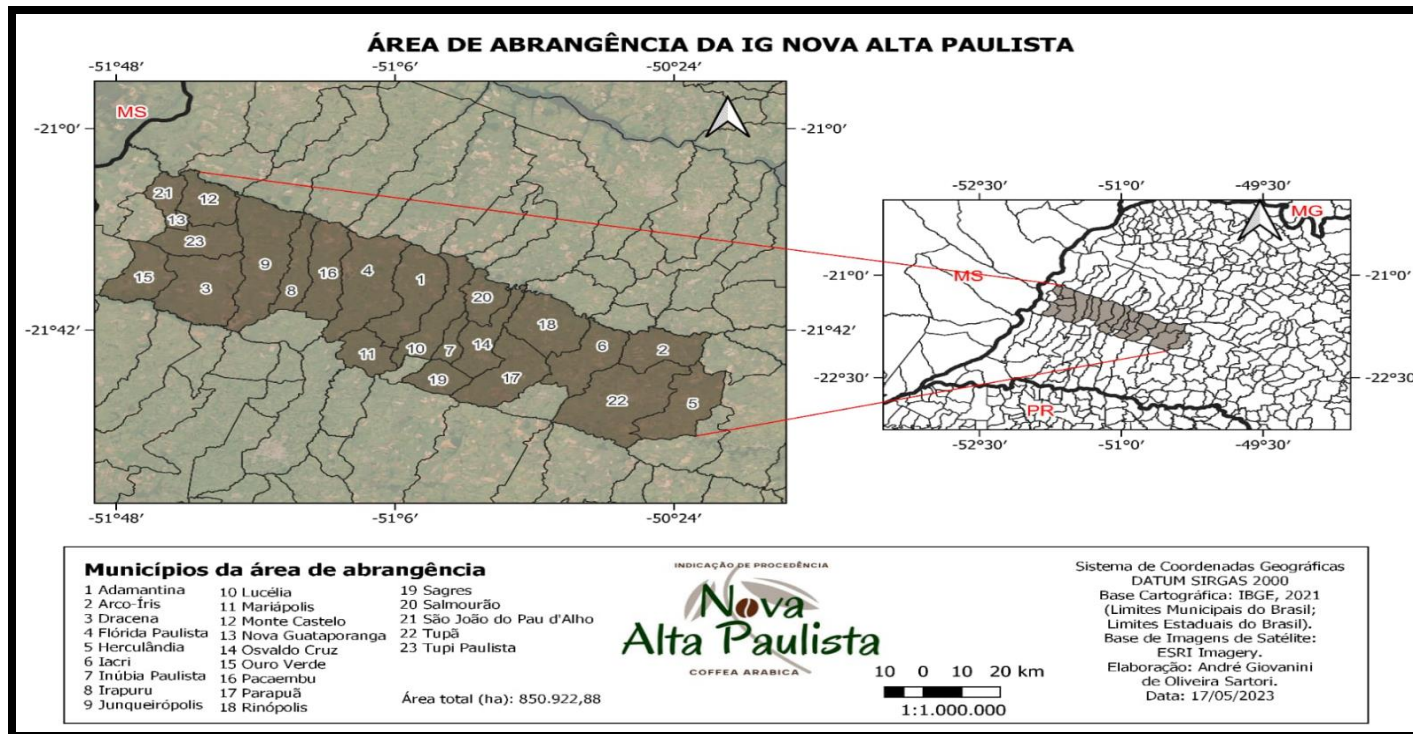 ÁREA DE ABRANGÊNCIA DA IG NOVA ALTA PAULISTA
-51°48′ -51°6′ -50°24′
MS
-21°0′ -21°0′
21
12
13
23
15
3
9
8
16
4
1
20
18
11
10
7
14
19
17
6
2
22
5
-21°42′ -21°42′
-51°48′ -51°6′ -50°24′
-52°30′ -51°0′ -49°30′
MG
MS
-21°0′ -21°0′
-22°30′ -22°30′
PR
-52°30′ -51°0′ -49°30′
Municípios da área de abrangência
1 Adamantina
2 Arco-Íris
3 Dracena
4 Flórida Paulista
5 Herculândia
6 Iacri
7 Inúbia Paulista
8 Irapuru
9 Junqueirópolis
10 Lucélia
11 Mariápolis
12 Monte Castelo
13 Nova Guataporanga
14 Osvaldo Cruz
15 Ouro Verde
16 Pacaembu
17 Parapuã
18 Rinópolis
19 Sagres
20 Salmourão
21 São João do Pau d'Alho
22 Tupã
23 Tupi Paulista
Área total (ha): 850.922,88
INDICAÇÃO DE PROCEDÊNCIA
Nova
Alta Paulista
COFFEA ARABICA
10 0 10 20 km
1:1.000.000
Sistema de Coordenadas Geográficas
DATUM SIRGAS 2000
Base Cartográfica: IBGE, 2021
(Limites Municipais do Brasil;
Limites Estaduais do Brasil).
Base de Imagens de Satélite:
ESRI Imagery.
Elaboração: André Giovanini
de Oliveira Sartori.
Data: 17/05/2023